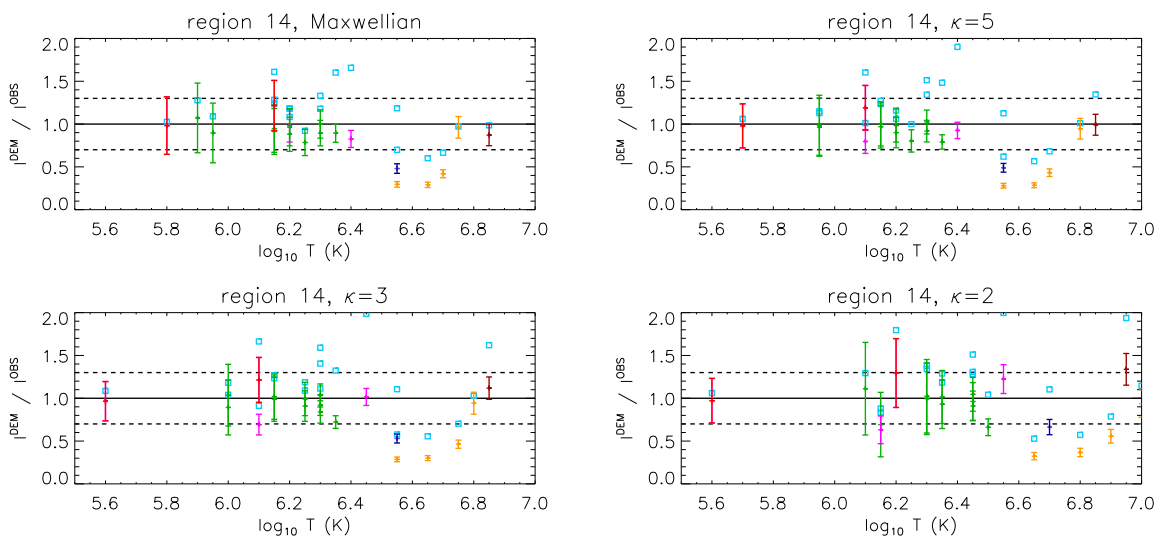 region 14, Maxwellian
2.0
1.5
1.0
0.5
0.0
I^DEM / I^OBS
5.6 5.8 6.0 6.2 6.4 6.6 6.8 7.0
log₁₀ T (K)
region 14, κ=5
2.0
1.5
1.0
0.5
0.0
I^DEM / I^OBS
5.6 5.8 6.0 6.2 6.4 6.6 6.8 7.0
log₁₀ T (K)
region 14, κ=3
2.0
1.5
1.0
0.5
0.0
I^DEM / I^OBS
5.6 5.8 6.0 6.2 6.4 6.6 6.8 7.0
log₁₀ T (K)
region 14, κ=2
2.0
1.5
1.0
0.5
0.0
I^DEM / I^OBS
5.6 5.8 6.0 6.2 6.4 6.6 6.8 7.0
log₁₀ T (K)